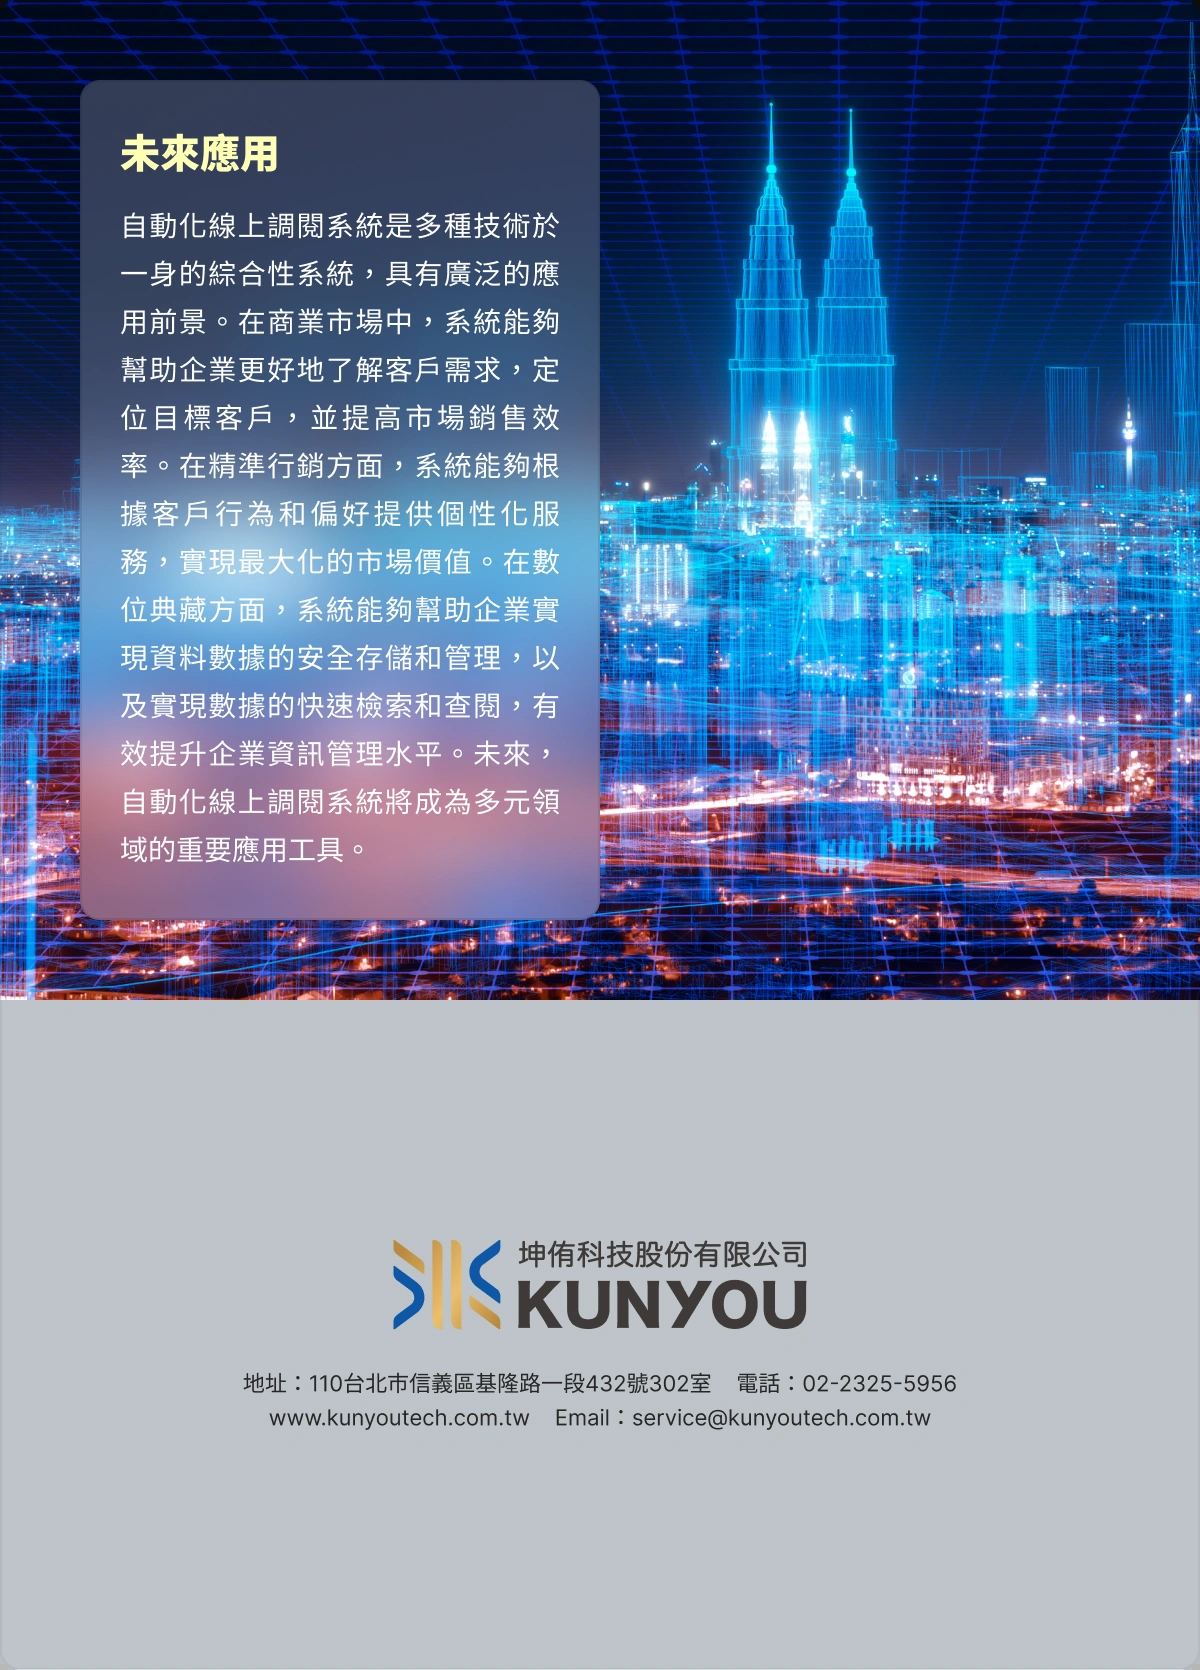 未來應用
自動化線上調閱系統是多種技術於
一身的綜合性系統，具有廣泛的應
用前景。在商業市場中，系統能夠
幫助企業更好地了解客戶需求，定
位目標客戶，並提高市場銷售效
率。在精準行銷方面，系統能夠根
據客戶行為和偏好提供個性化服
務，實現最大化的市場價值。在數
位典藏方面，系統能夠幫助企業實
現資料數據的安全存儲和管理，以
及實現數據的快速檢索和查閱，有
效提升企業資訊管理水平。未來，
自動化線上調閱系統將成為多元領
域的重要應用工具。
坤侑科技股份有限公司
KUNYOU
地址：110台北市信義區基隆路一段432號302室　電話：02-2325-5956
www.kunyoutech.com.tw　Email：service@kunyoutech.com.tw